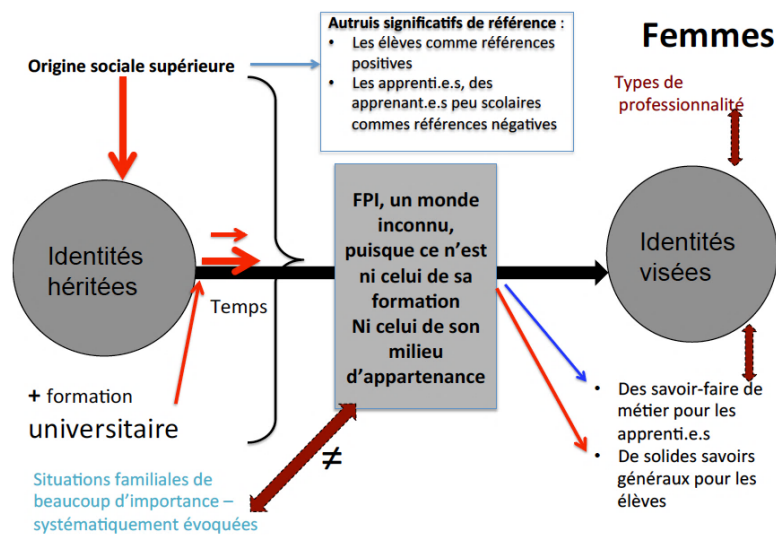 Autruis significatifs de référence :
• Les élèves comme références
positives
• Les apprenti.e.s, des
apprenant.e.s peu scolaires
commes références négatives
Femmes
Origine sociale supérieure
Types de
professionnalité
Identités
héritées
Temps
FPI, un monde
inconnu,
puisque ce n'est
ni celui de sa
formation
Ni celui de son
milieu
d'appartenance
Identités
visées
+ formation
universitaire
≠
Situations familiales de
beaucoup d'importance –
systématiquement évoquées
• Des savoir-faire de
métier pour les
apprenti.e.s
• De solides savoirs
généraux pour les
élèves